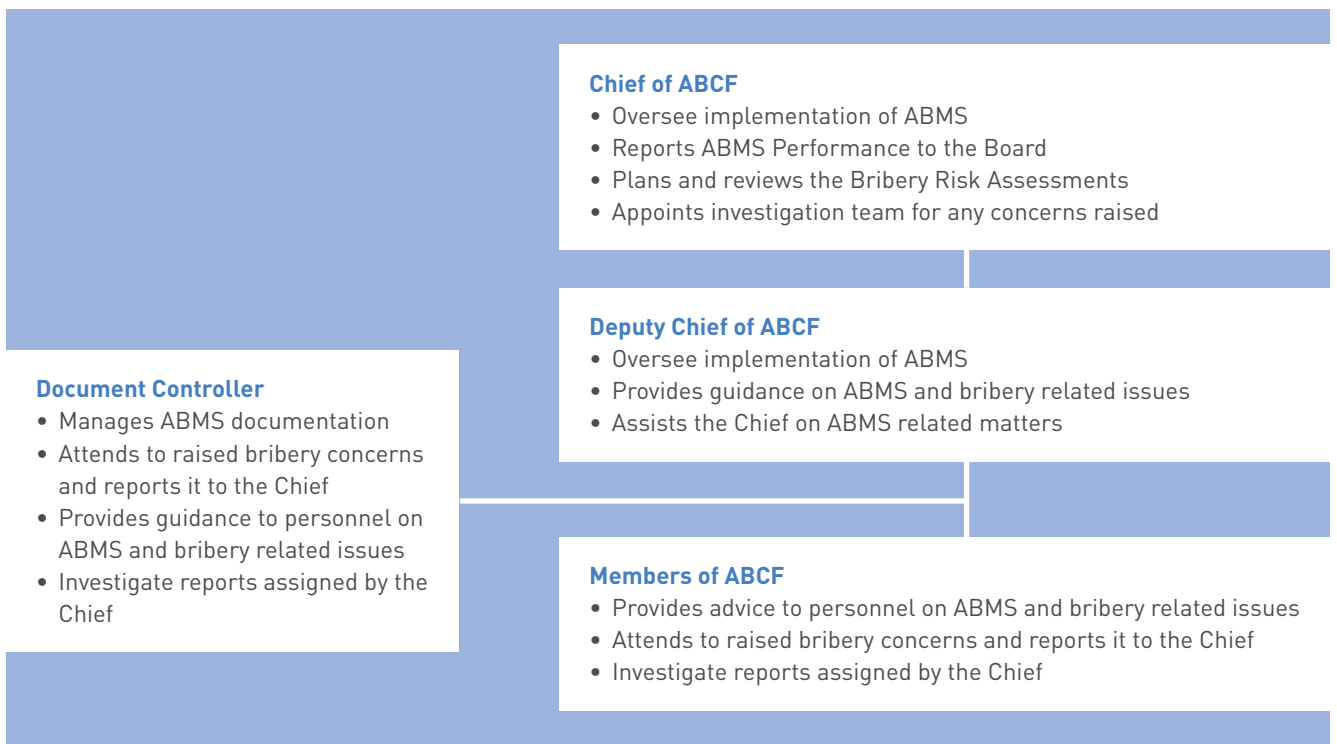 Chief of ABCF
• Oversee implementation of ABMS
• Reports ABMS Performance to the Board
• Plans and reviews the Bribery Risk Assessments
• Appoints investigation team for any concerns raised
Deputy Chief of ABCF
• Oversee implementation of ABMS
• Provides guidance on ABMS and bribery related issues
• Assists the Chief on ABMS related matters
Document Controller
• Manages ABMS documentation
• Attends to raised bribery concerns
and reports it to the Chief
• Provides guidance to personnel on
ABMS and bribery related issues
• Investigate reports assigned by the
Chief
Members of ABCF
• Provides advice to personnel on ABMS and bribery related issues
• Attends to raised bribery concerns and reports it to the Chief
• Investigate reports assigned by the Chief